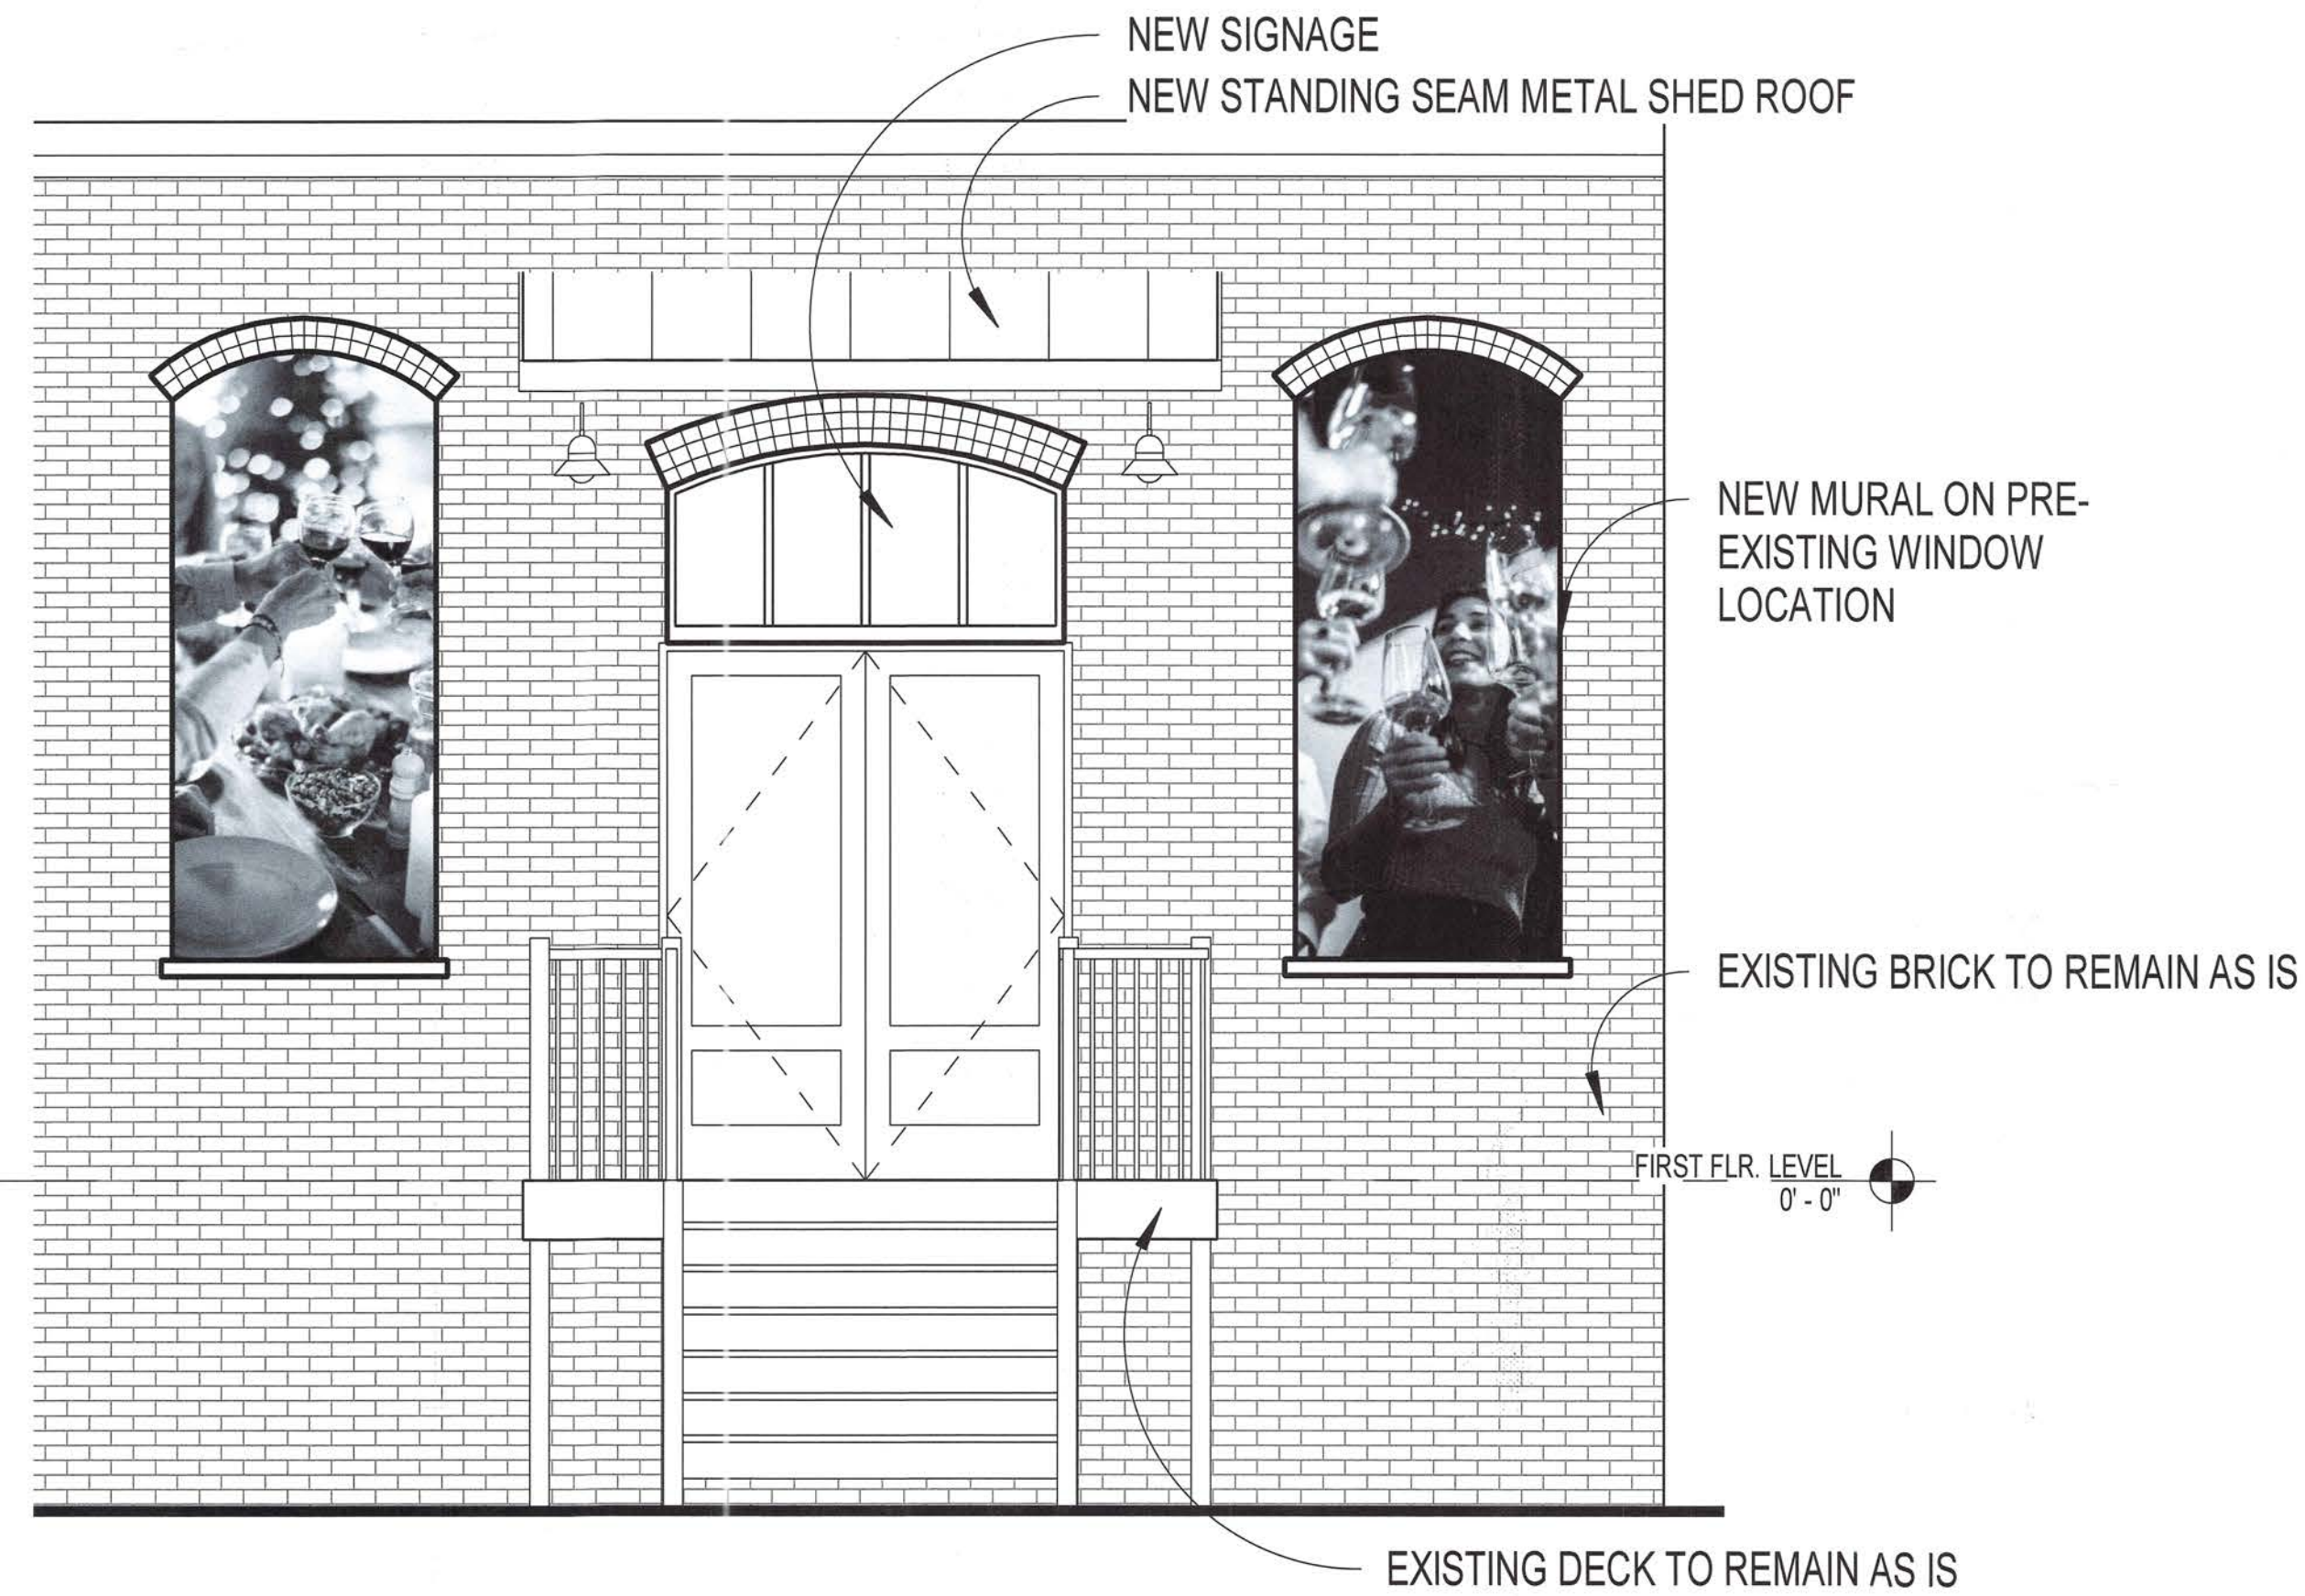 NEW SIGNAGE
NEW STANDING SEAM METAL SHED ROOF
NEW MURAL ON PRE-
EXISTING WINDOW
LOCATION
EXISTING BRICK TO REMAIN AS IS
FIRST FLR. LEVEL
0' - 0"
EXISTING DECK TO REMAIN AS IS